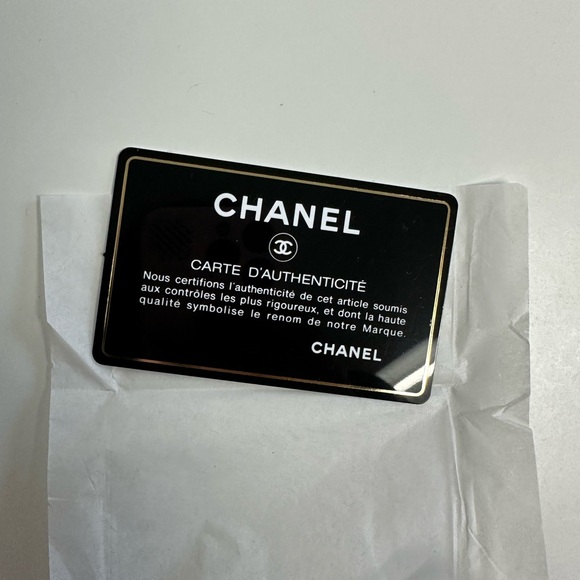 CHANEL
CARTE D'AUTHENTICITÉ
Nous certifions l'authenticité de cet article soumis
aux contrôles les plus rigoureux, et dont la haute
qualité symbolise le renom de notre Marque.
CHANEL